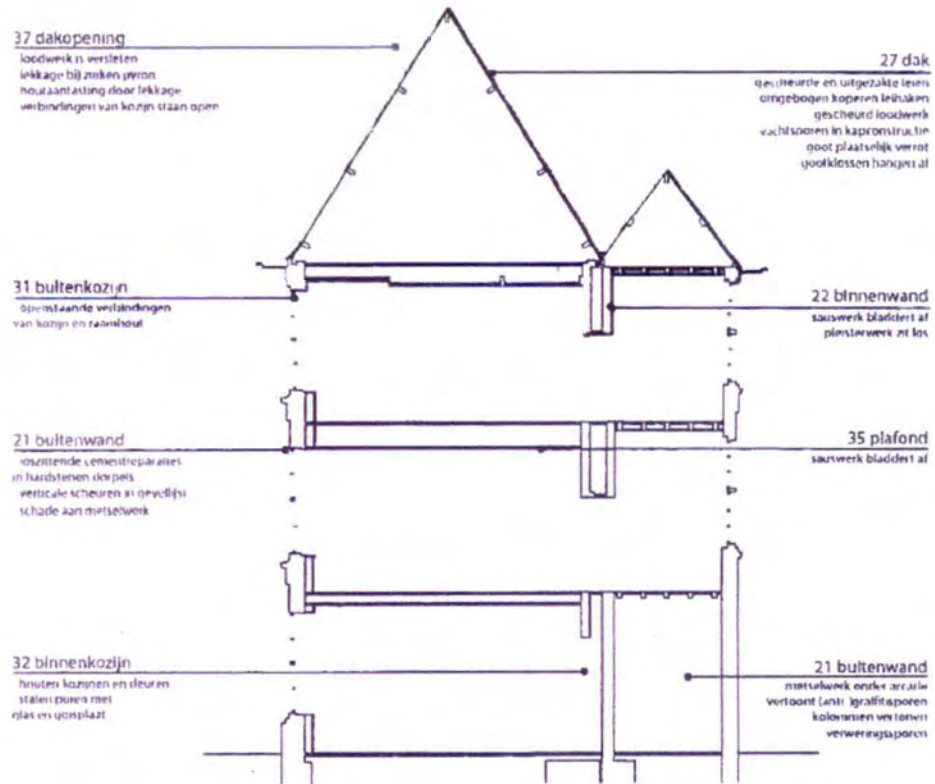 37 dakopening
loodwerk is versleten
lekkage bij zinken pyron
houtaantasting door lekkage
verbindingen van kozijn staan open
27 dak
gescheurde en uitgezakte leien
omgebogen koperen leihaken
gescheurd loodwerk
vochtsporen in kapconstructie
goot plaatselijk verrot
gootklossen hangen af
31 buitenkozijn
openstaande verbindingen
van kozijn en raamhout
22 binnenwand
sauswerk bladdert af
pleisterwerk zit los
21 buitenwand
loszittende cementreparaties
in hardstenen dorpels
verticale scheuren in gevellijst
schade aan metselwerk
35 plafond
sauswerk bladdert af
32 binnenkozijn
houten kozijnen en deuren
stalen puien met
glas en gipsplaat
21 buitenwand
metselwerk onder arcade
vertoont (anti-)graffitisporen
kolommen vertonen
verweringssporen